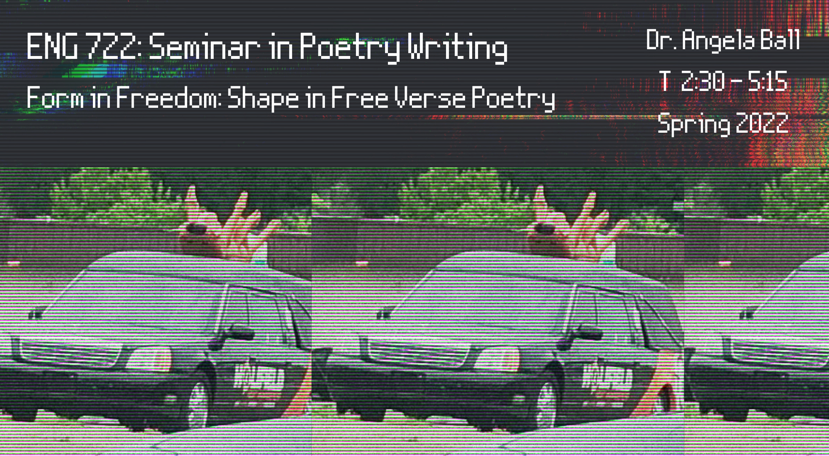 ENG 722: Seminar in Poetry Writing
Form in Freedom: Shape in Free Verse Poetry
Dr. Angela Ball
T 2:30 - 5:15
Spring 2022